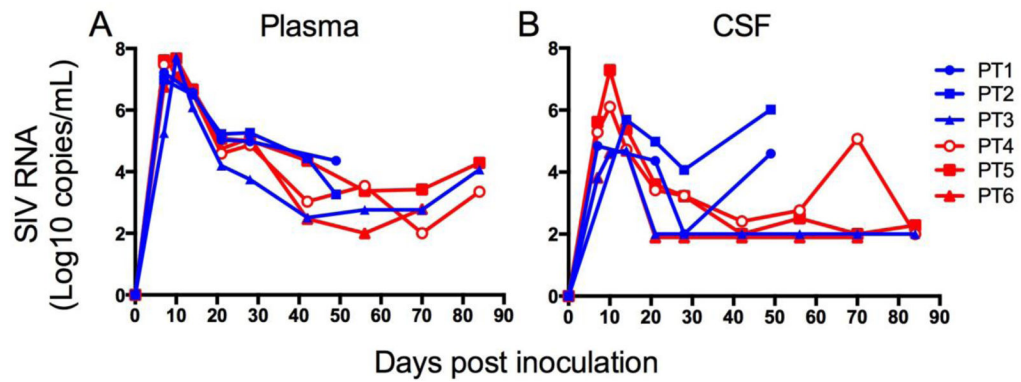 A Plasma
B CSF
SIV RNA
(Log10 copies/mL)
8
6
4
2
0
0 10 20 30 40 50 60 70 80 90
8
6
4
2
0
0 10 20 30 40 50 60 70 80 90
PT1
PT2
PT3
PT4
PT5
PT6
Days post inoculation